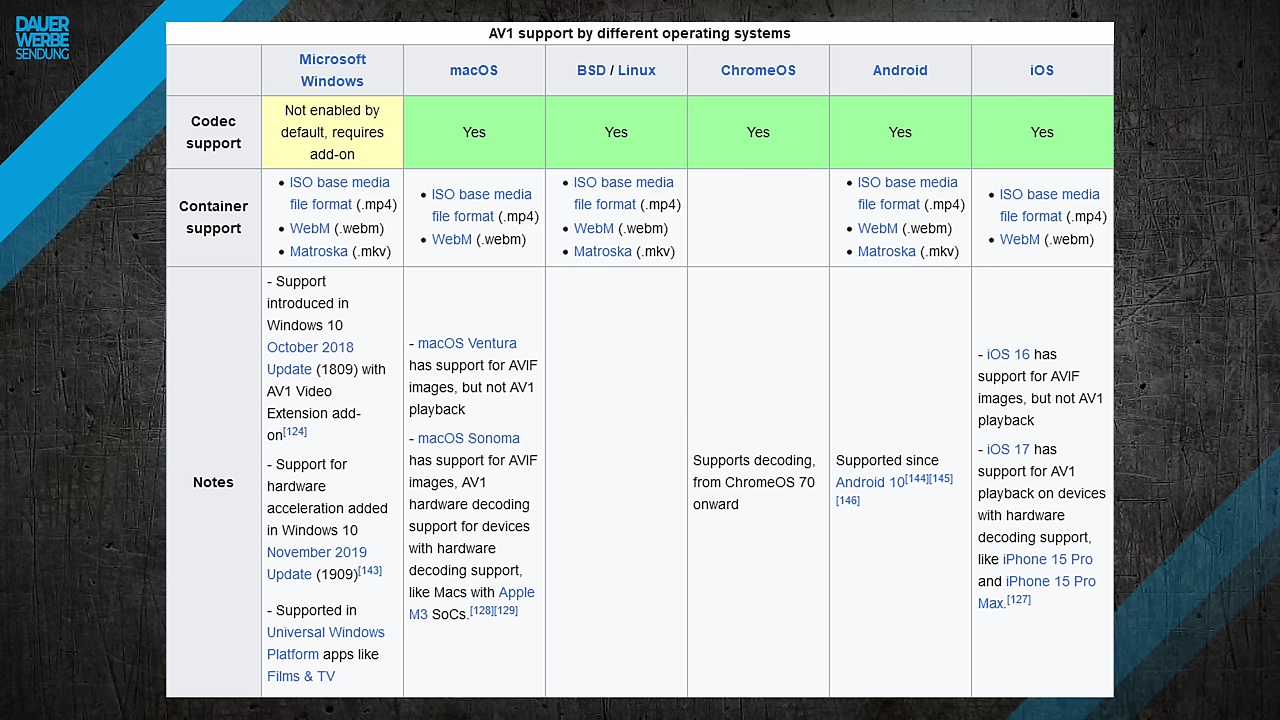 DAUER
WERBE
SENDUNG
AV1 support by different operating systems
Microsoft
Windows
macOS
BSD / Linux
ChromeOS
Android
iOS
Codec
support
Not enabled by
default, requires
add-on
Yes
Yes
Yes
Yes
Yes
Container
support
• ISO base media
file format (.mp4)
• WebM (.webm)
• Matroska (.mkv)
• ISO base media
file format (.mp4)
• WebM (.webm)
• ISO base media
file format (.mp4)
• WebM (.webm)
• Matroska (.mkv)
• ISO base media
file format (.mp4)
• WebM (.webm)
• Matroska (.mkv)
• ISO base media
file format (.mp4)
• WebM (.webm)
Notes
- Support
introduced in
Windows 10
October 2018
Update (1809) with
AV1 Video
Extension add-
on[124]
- Support for
hardware
acceleration added
in Windows 10
November 2019
Update (1909)[143]
- Supported in
Universal Windows
Platform apps like
Films & TV
- macOS Ventura
has support for AVIF
images, but not AV1
playback
- macOS Sonoma
has support for AVIF
images, AV1
hardware decoding
support for devices
with hardware
decoding support,
like Macs with Apple
M3 SoCs.[128][129]
Supports decoding,
from ChromeOS 70
onward
Supported since
Android 10[144][145]
[146]
- iOS 16 has
support for AVIF
images, but not AV1
playback
- iOS 17 has
support for AV1
playback on devices
with hardware
decoding support,
like iPhone 15 Pro
and iPhone 15 Pro
Max.[127]